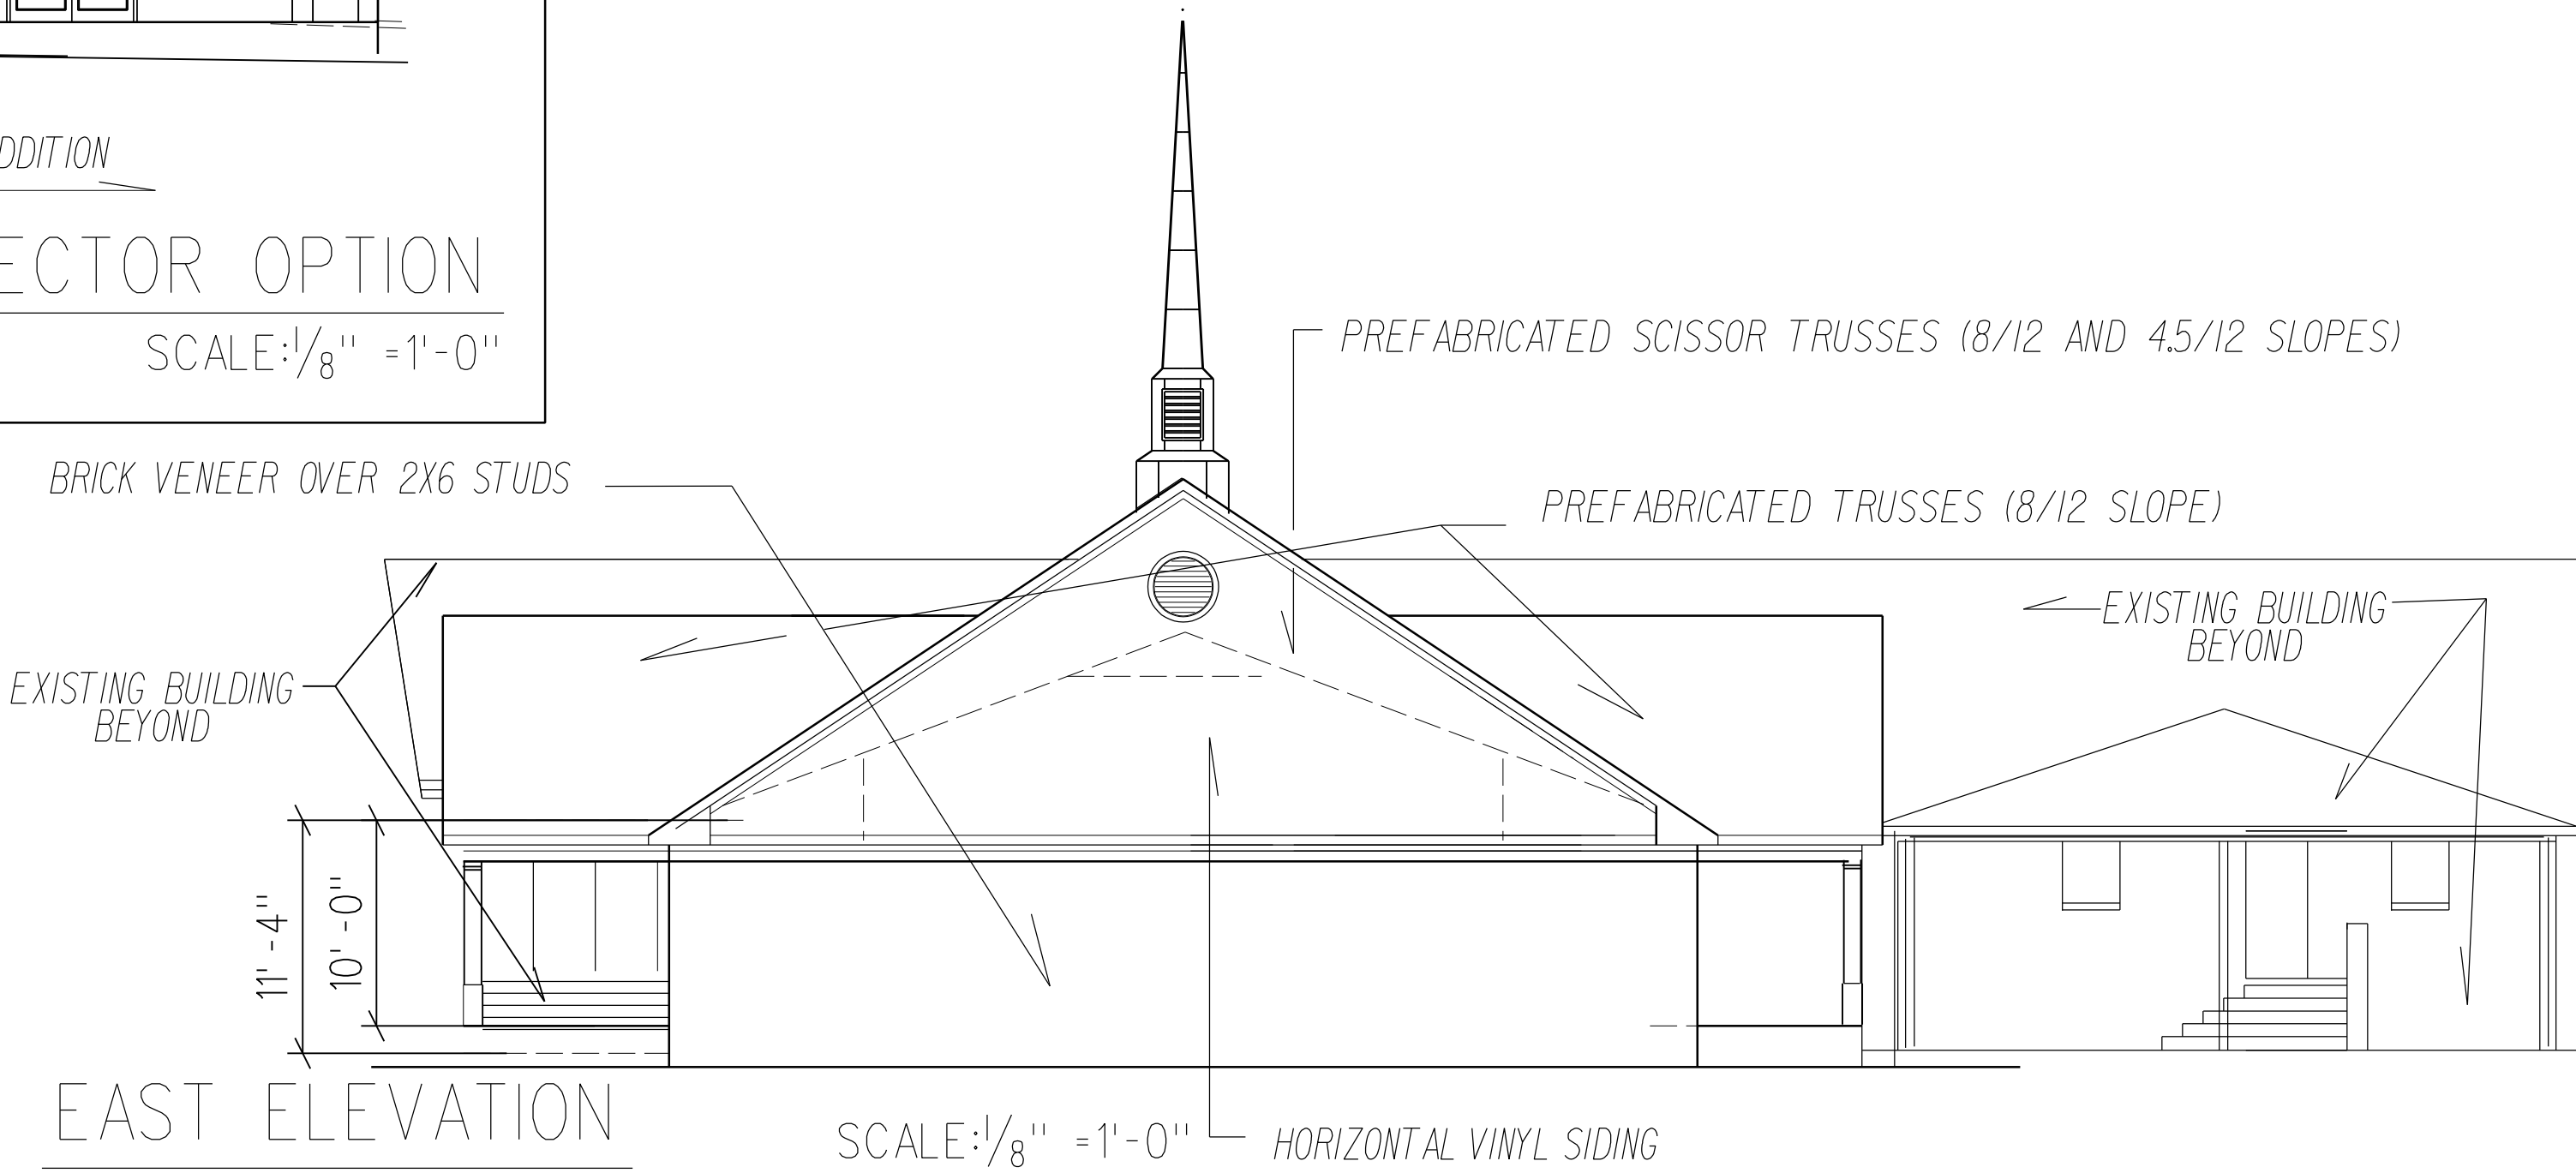 DDITION
ECTOR OPTION
SCALE:1/8" =1'-0"
PREFABRICATED SCISSOR TRUSSES (8/12 AND 4.5/12 SLOPES)
BRICK VENEER OVER 2X6 STUDS
PREFABRICATED TRUSSES (8/12 SLOPE)
EXISTING BUILDING
BEYOND
EXISTING BUILDING
BEYOND
11'-4"
10'-0"
EAST ELEVATION
SCALE:1/8" =1'-0"
HORIZONTAL VINYL SIDING